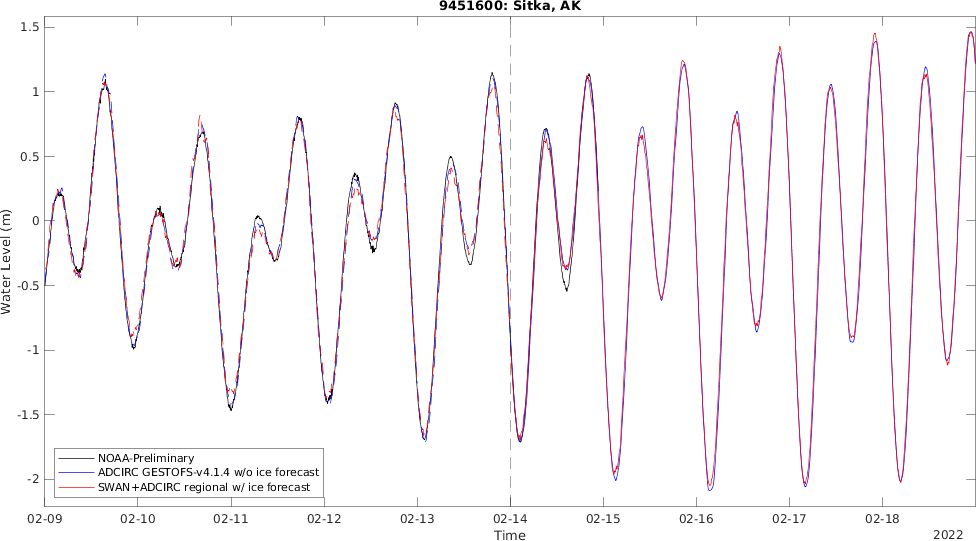 9451600: Sitka, AK
1.5
1
0.5
0
-0.5
-1
-1.5
-2
Water Level (m)
NOAA-Preliminary
ADCIRC GESTOFS-v4.1.4 w/o ice forecast
SWAN+ADCIRC regional w/ ice forecast
02-09 02-10 02-11 02-12 02-13 02-14 02-15 02-16 02-17 02-18
Time
2022